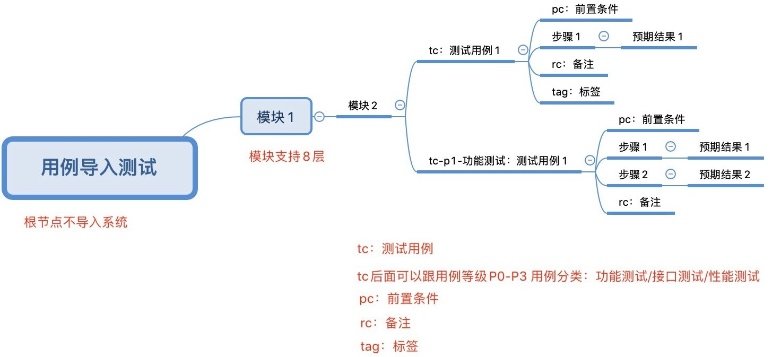 用例导入测试
根节点不导入系统
模块1
模块支持8层
模块2
tc：测试用例1
pc：前置条件
步骤1
预期结果1
rc：备注
tag：标签
tc-p1-功能测试：测试用例1
pc：前置条件
步骤1
预期结果1
步骤2
预期结果2
rc：备注
tc：测试用例
tc后面可以跟用例等级P0-P3 用例分类：功能测试/接口测试/性能测试
pc：前置条件
rc：备注
tag：标签